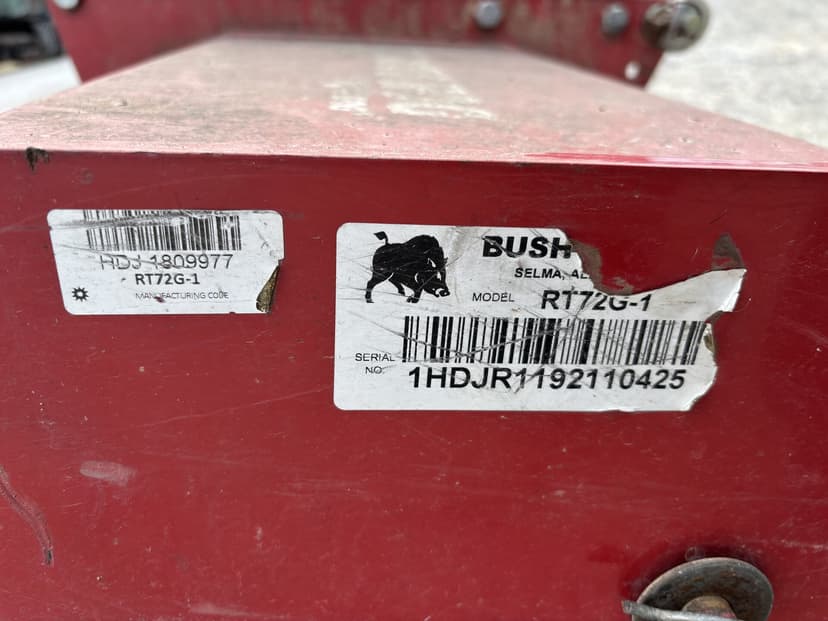 HDJ 1809977
RT72G-1
MANUFACTURING CODE
BUSH
SELMA, AL
MODEL RT72G-1
SERIAL
NO. 1HDJR1192110425